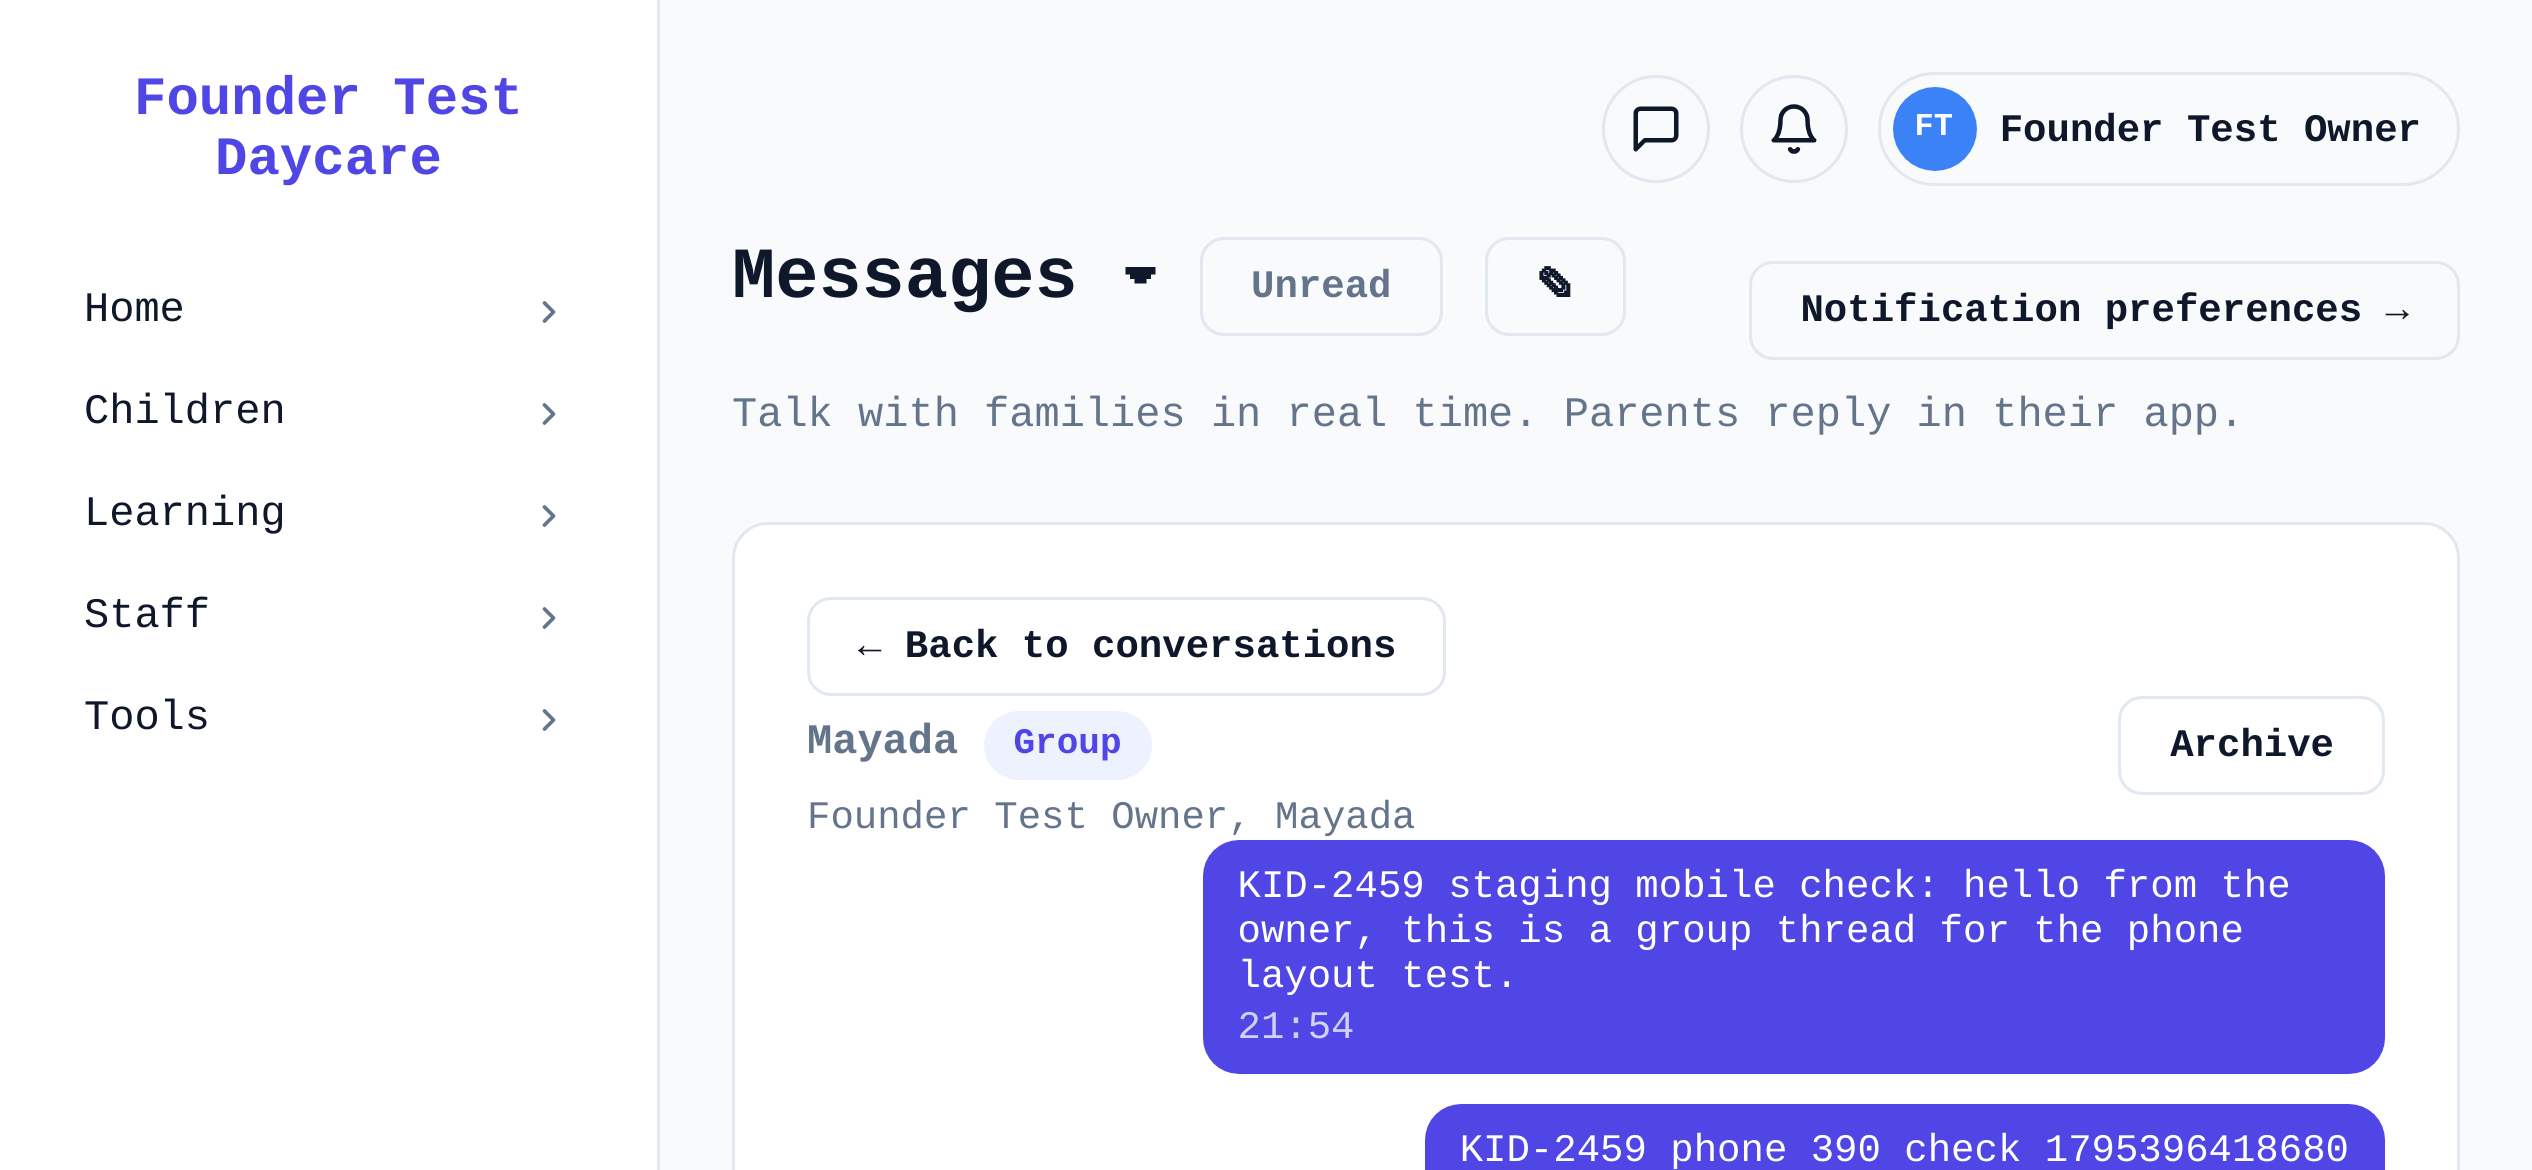 Founder Test
Daycare
Home
Children
Learning
Staff
Tools
FT Founder Test Owner
Messages
Unread
Notification preferences →
Talk with families in real time. Parents reply in their app.
← Back to conversations
Mayada Group
Archive
Founder Test Owner, Mayada
KID-2459 staging mobile check: hello from the
owner, this is a group thread for the phone
layout test.
21:54
KID-2459 phone 390 check 1795396418680